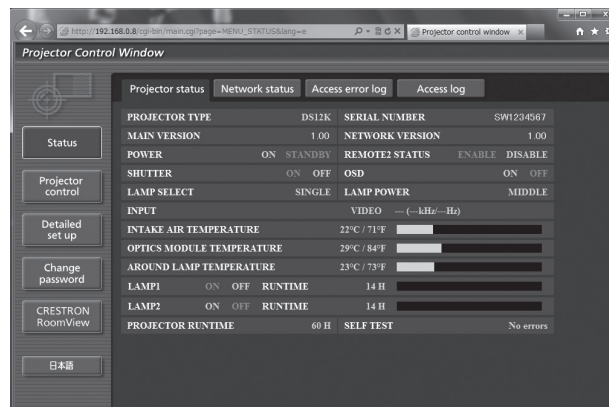 http://192.168.0.8/cgi-bin/main.cgi?page=MENU_STATUS&lang=e
Projector control window
Projector Control Window
Projector status Network status Access error log Access log
Status
Projector control
Detailed set up
Change password
CRESTRON RoomView
日本語
PROJECTOR TYPE DS12K SERIAL NUMBER SW1234567
MAIN VERSION 1.00 NETWORK VERSION 1.00
POWER ON STANDBY REMOTE2 STATUS ENABLE DISABLE
SHUTTER ON OFF OSD ON OFF
LAMP SELECT SINGLE LAMP POWER MIDDLE
INPUT VIDEO --- (---kHz/---Hz)
INTAKE AIR TEMPERATURE 22°C / 71°F
OPTICS MODULE TEMPERATURE 29°C / 84°F
AROUND LAMP TEMPERATURE 23°C / 73°F
LAMP1 ON OFF RUNTIME 14 H
LAMP2 ON OFF RUNTIME 14 H
PROJECTOR RUNTIME 60 H SELF TEST No errors